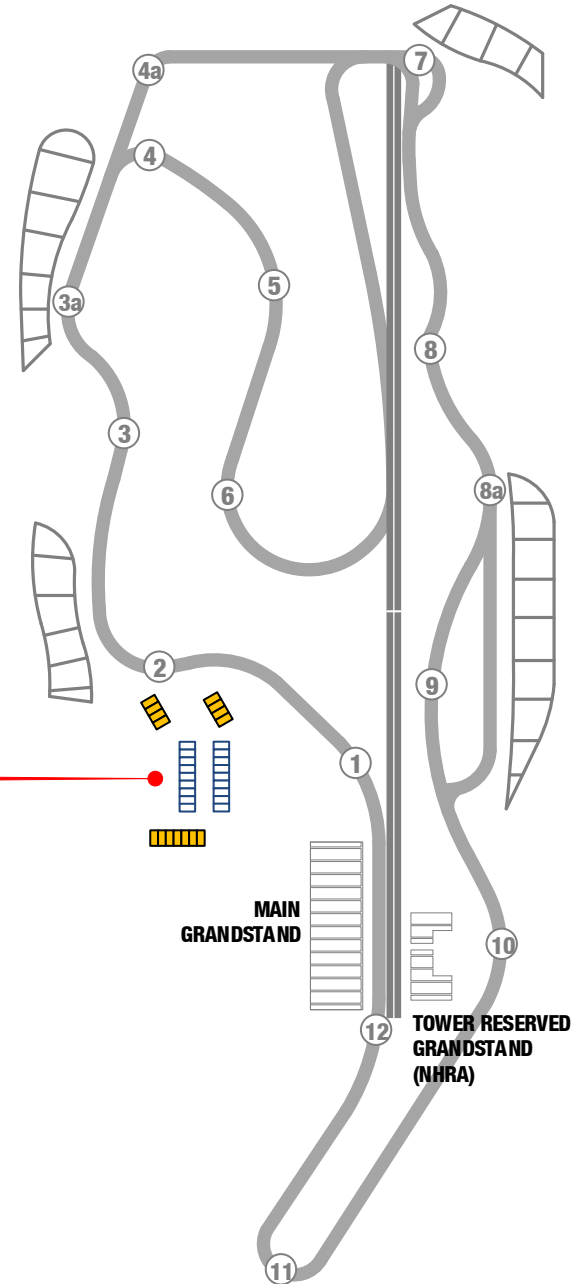 7
4a
4
5
3a
8
3
8a
6
2
9
1
MAIN
GRANDSTAND
10
12
TOWER RESERVED
GRANDSTAND
(NHRA)
11